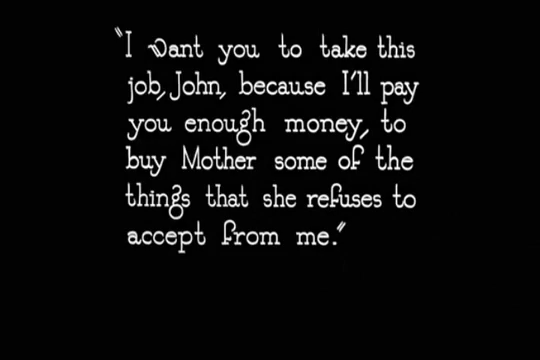 "I want you to take this
job, John, because I'll pay
you enough money, to
buy Mother some of the
things that she refuses to
accept from me."